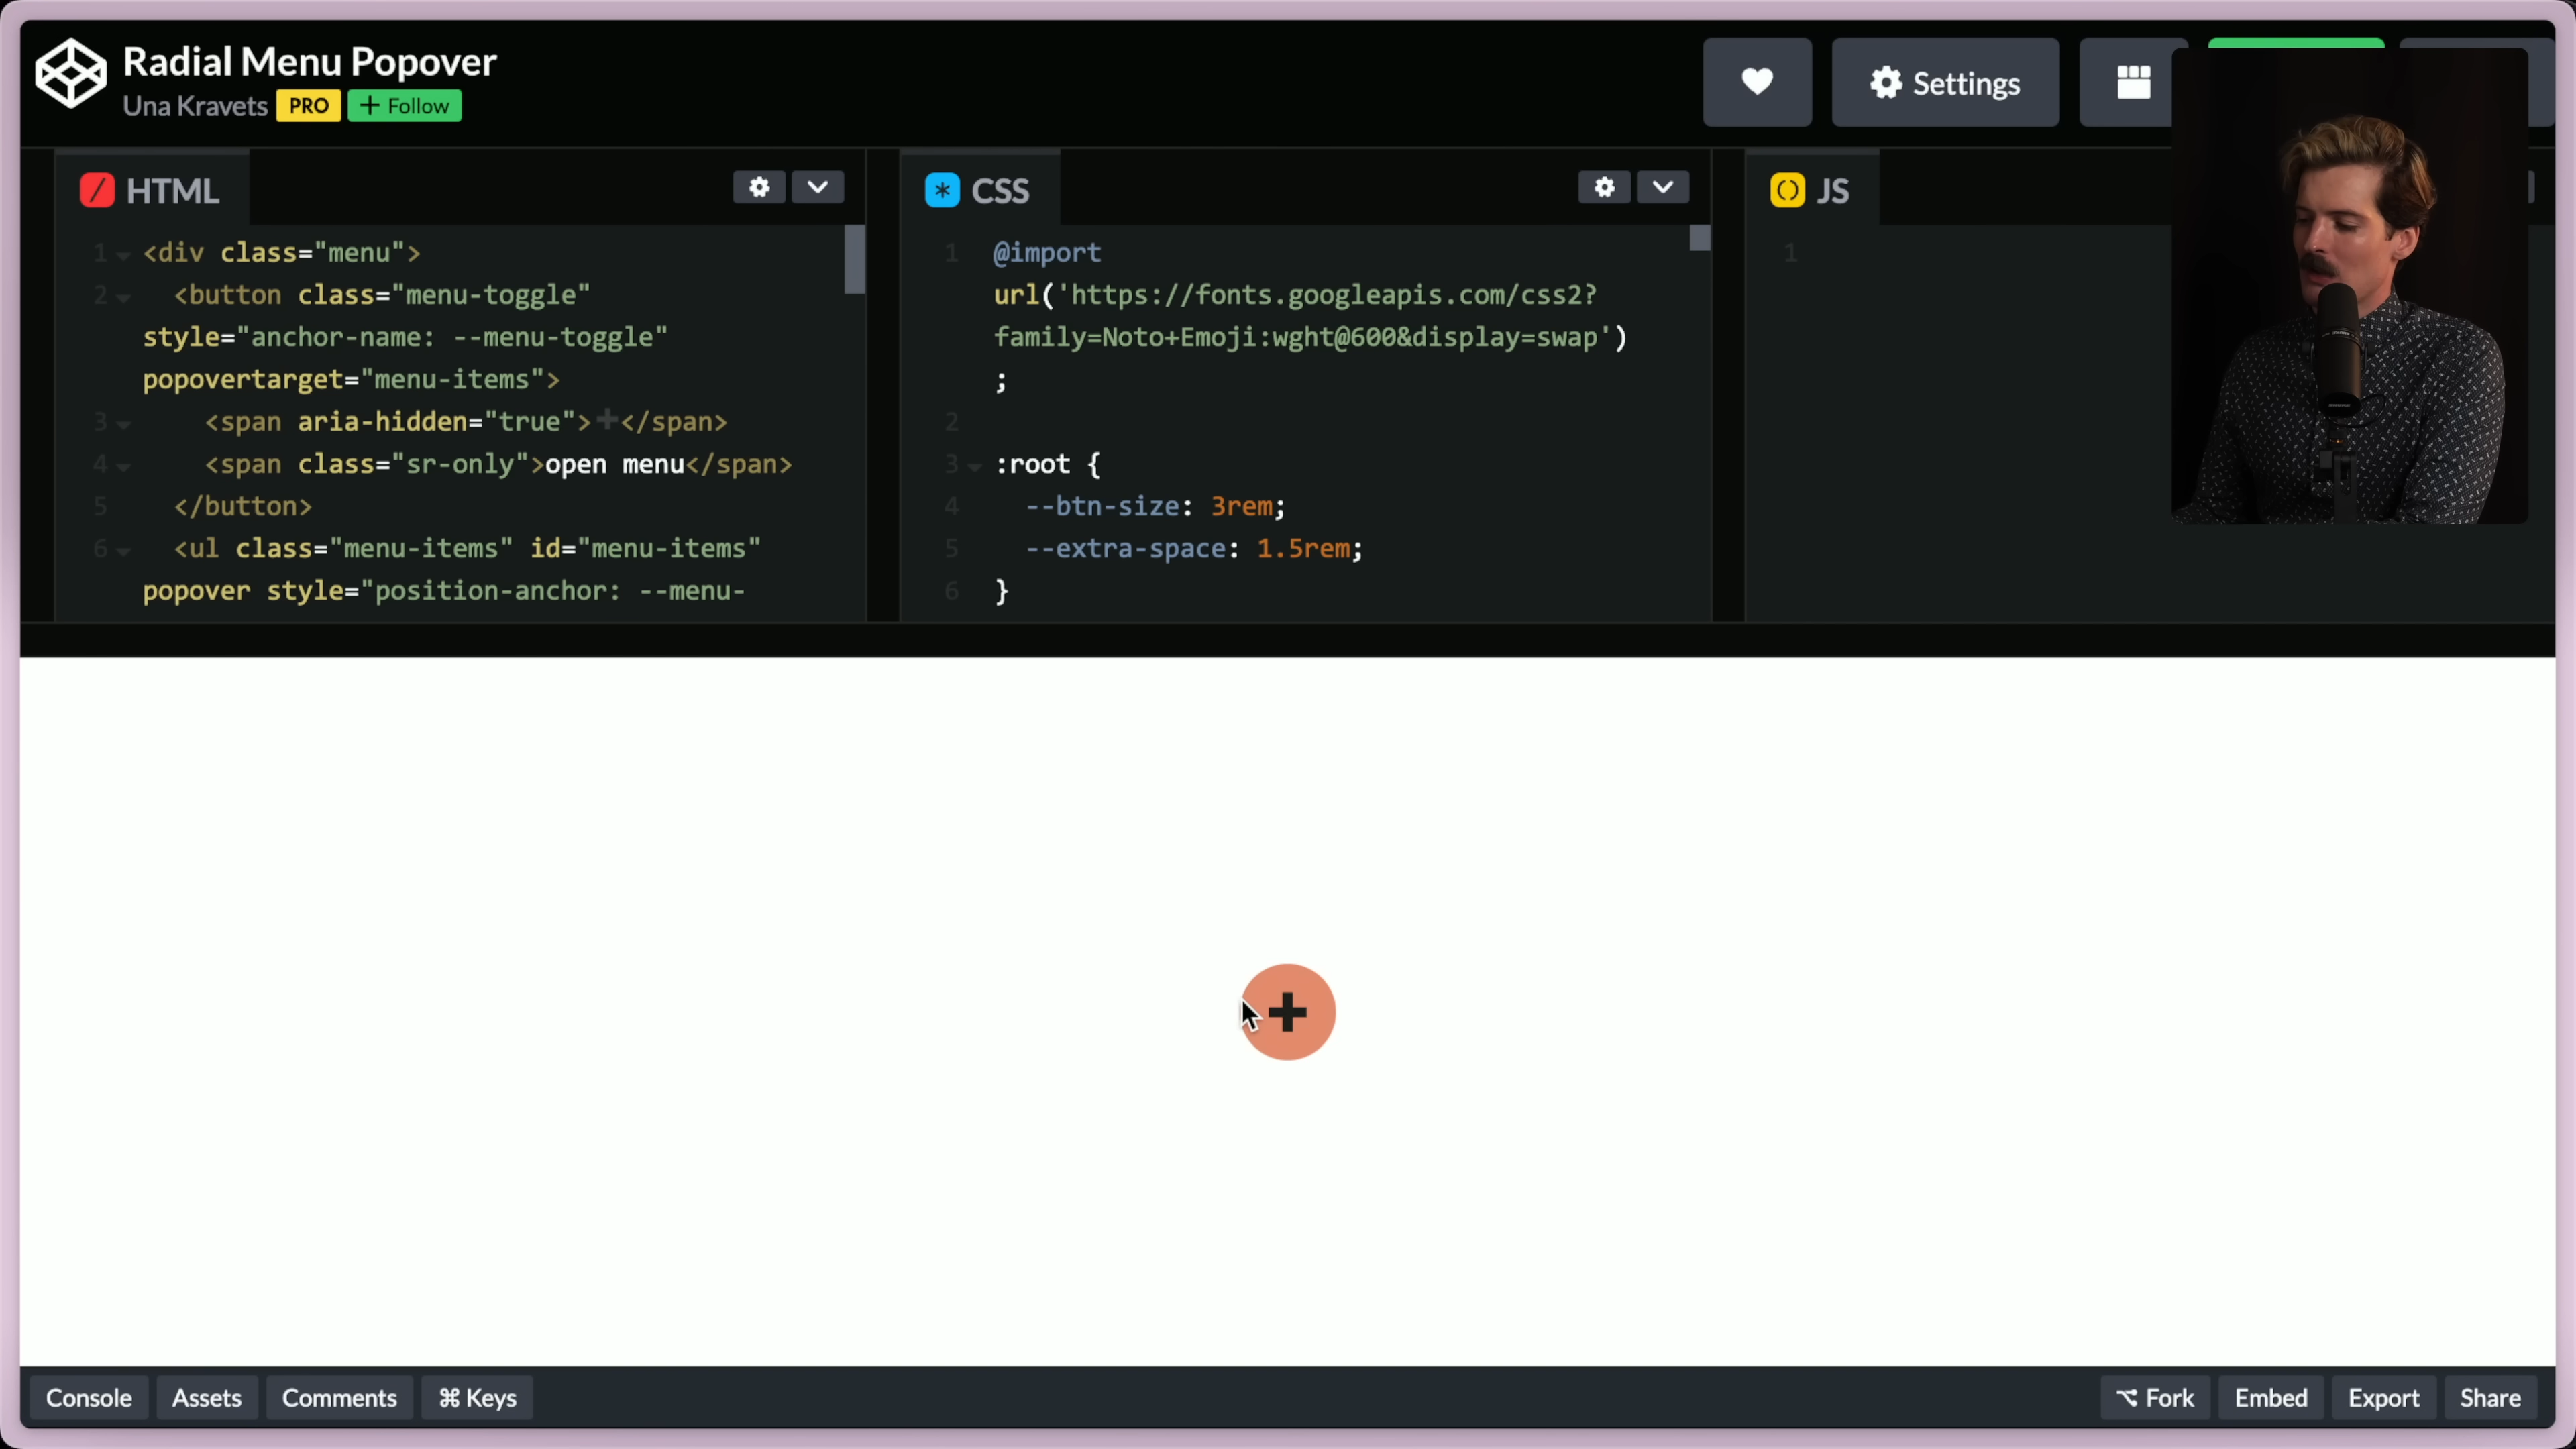 Radial Menu Popover
Una Kravets PRO + Follow
Settings
HTML
1 <div class="menu">
2 <button class="menu-toggle"
style="anchor-name: --menu-toggle"
popovertarget="menu-items">
3 <span aria-hidden="true">➕</span>
4 <span class="sr-only">open menu</span>
5 </button>
6 <ul class="menu-items" id="menu-items"
popover style="position-anchor: --menu-
CSS
1 @import
url('https://fonts.googleapis.com/css2?
family=Noto+Emoji:wght@600&display=swap')
;
2
3 :root {
4 --btn-size: 3rem;
5 --extra-space: 1.5rem;
6 }
JS
1
Console Assets Comments ⌘ Keys
Fork Embed Export Share